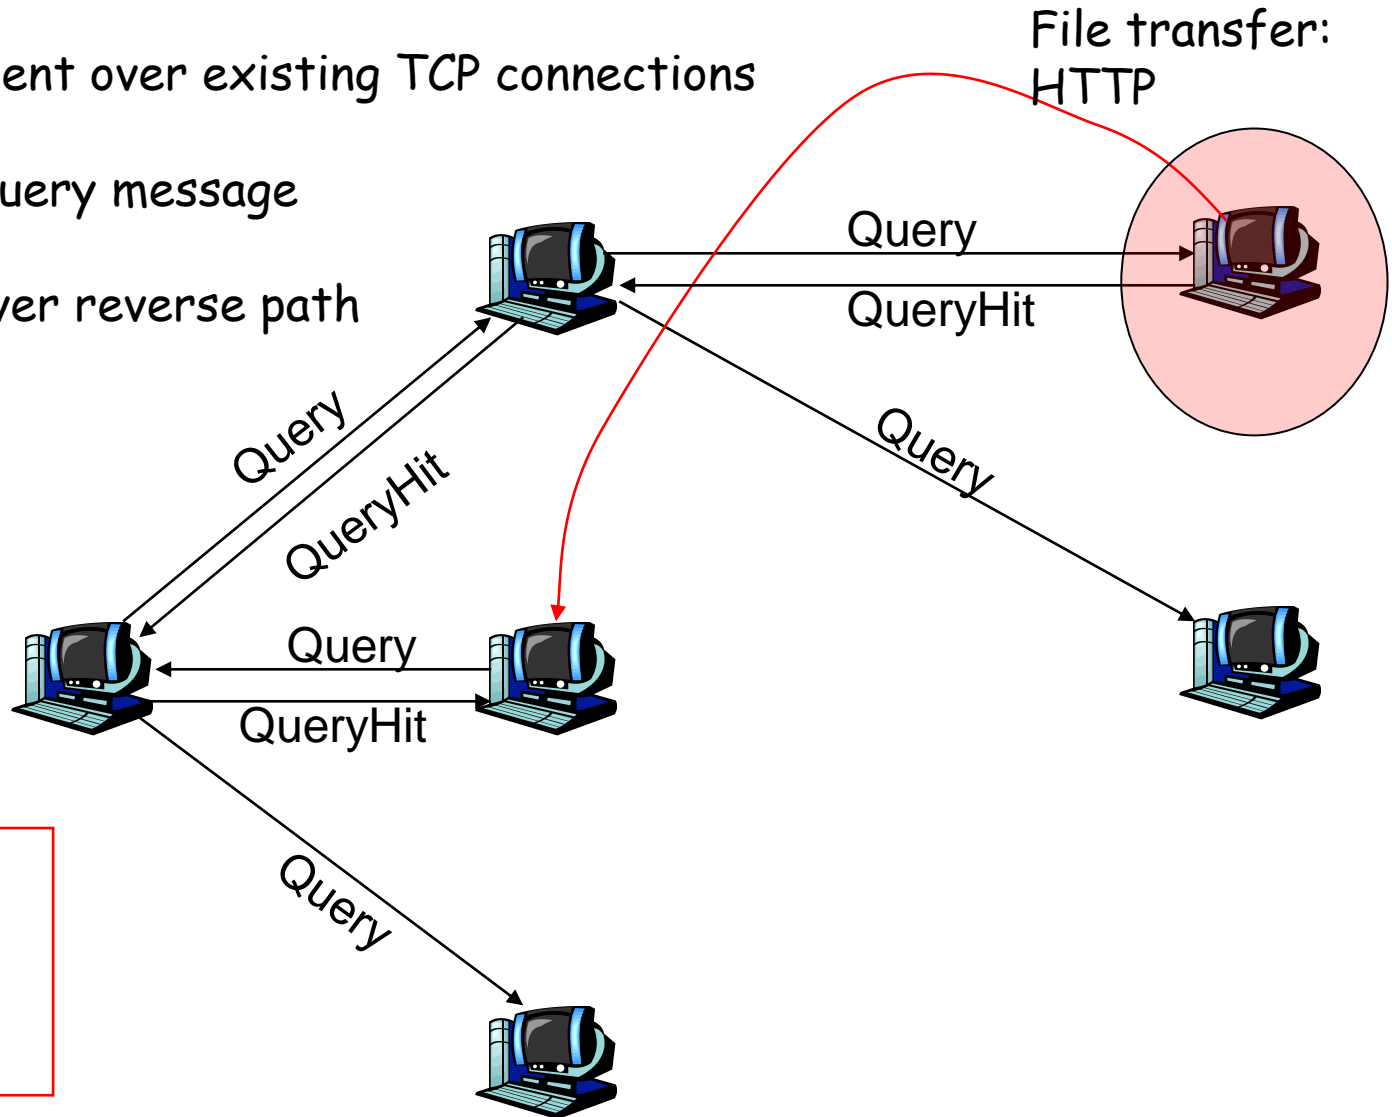 ent over existing TCP connections
uery message
ver reverse path
File transfer:
HTTP
Query
QueryHit
Query
QueryHit
Query
Query
QueryHit
Query